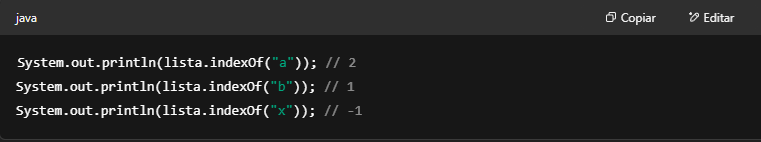 java
Copiar
Editar
System.out.println(lista.indexOf("a")); // 2
System.out.println(lista.indexOf("b")); // 1
System.out.println(lista.indexOf("x")); // -1